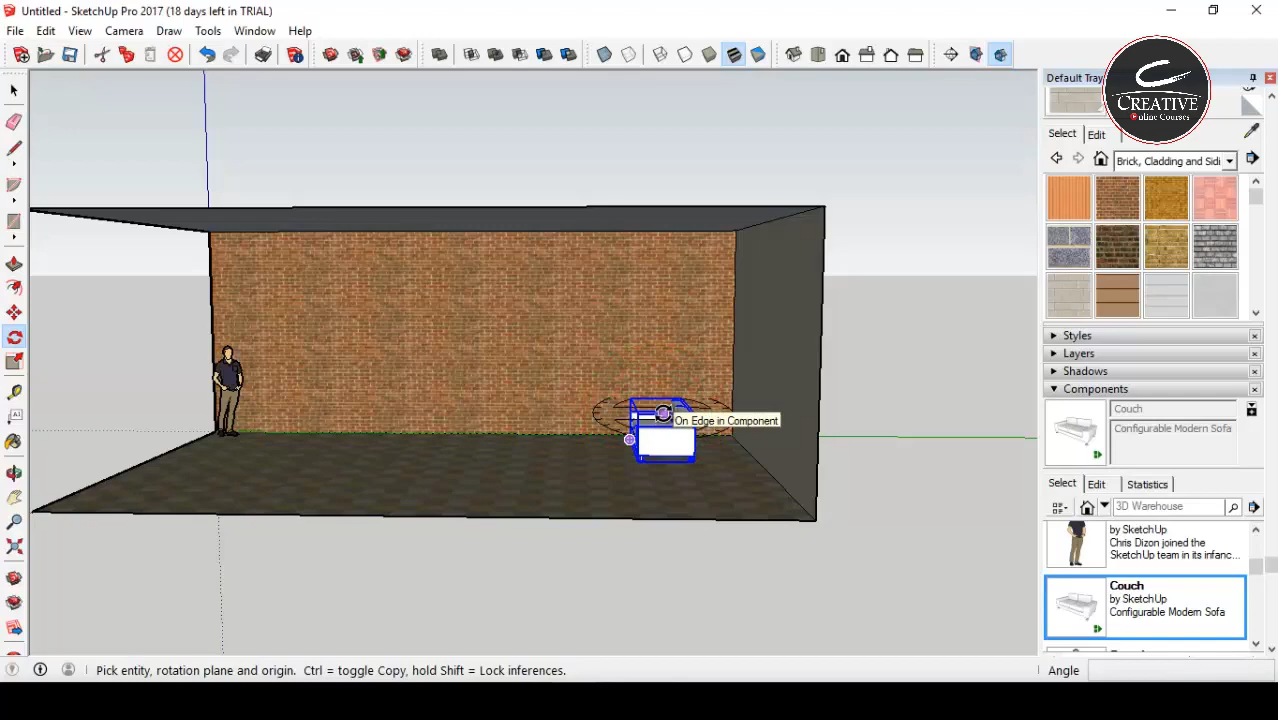 Untitled - SketchUp Pro 2017 (18 days left in TRIAL)
File Edit View Camera Draw Tools Window Help
Default Tray
CREATIVE
Online Courses
Select Edit
Brick, Cladding and Sidi
On Edge in Component
Styles
Layers
Shadows
Components
Couch
Configurable Modern Sofa
Select Edit Statistics
3D Warehouse
by SketchUp
Chris Dizon joined the
SketchUp team in its infanc...
Couch
by SketchUp
Configurable Modern Sofa
Pick entity, rotation plane and origin. Ctrl = toggle Copy, hold Shift = Lock inferences.
Angle